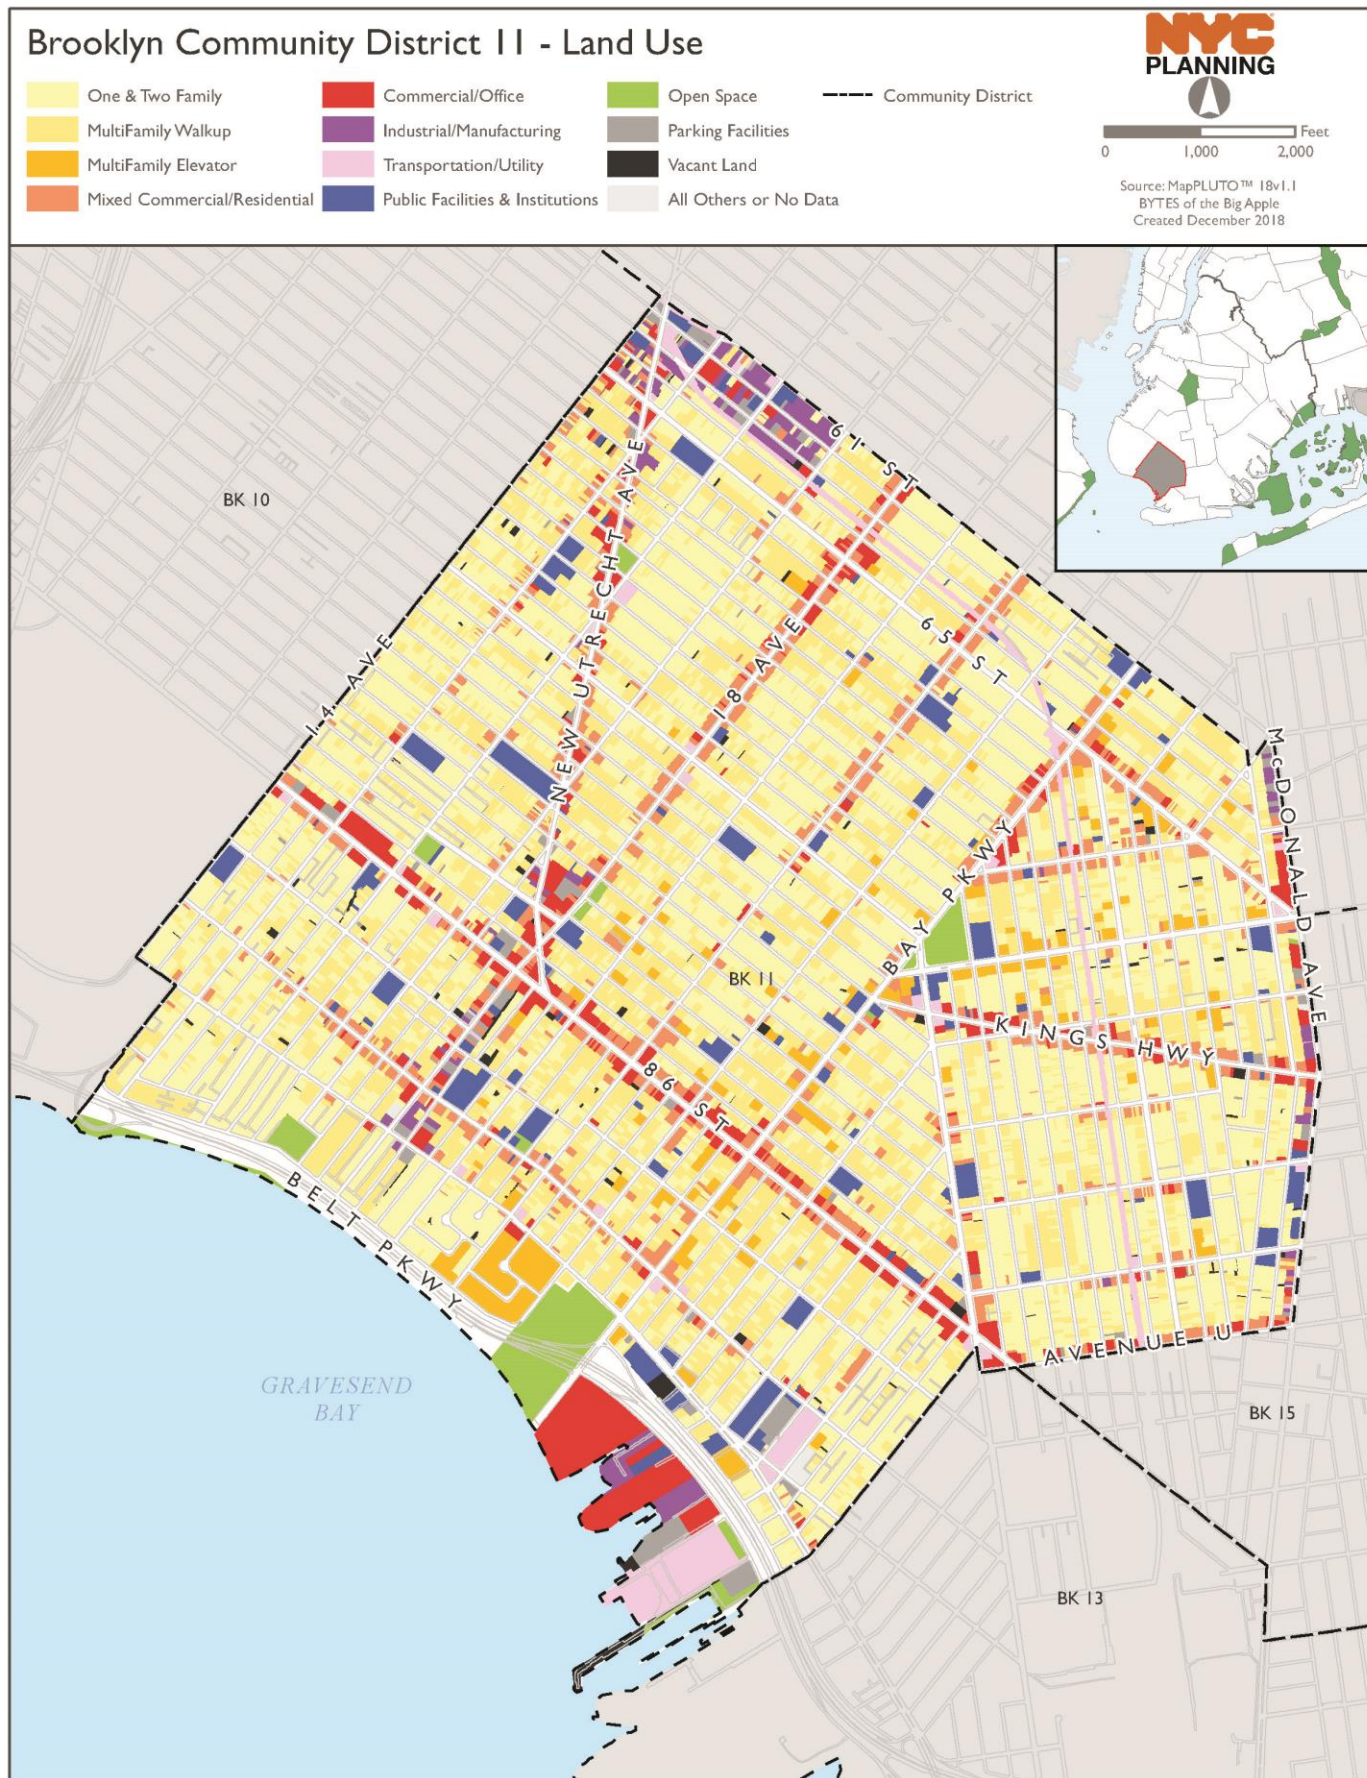 Brooklyn Community District 11 - Land Use
One & Two Family
MultiFamily Walkup
MultiFamily Elevator
Mixed Commercial/Residential
Commercial/Office
Industrial/Manufacturing
Transportation/Utility
Public Facilities & Institutions
Open Space
Parking Facilities
Vacant Land
All Others or No Data
Community District
NYC
PLANNING
Feet
0 1,000 2,000
Source: MapPLUTO™ 18v1.1
BYTES of the Big Apple
Created December 2018
61 ST
BK 10
NEW UTRECHT AVE
14 AVE
18 AVE
65 ST
McDONALD AVE
BAY PKWY
BK 11
KINGS HWY
86 ST
BELT PKWY
AVENUE U
GRAVESEND
BAY
BK 15
BK 13